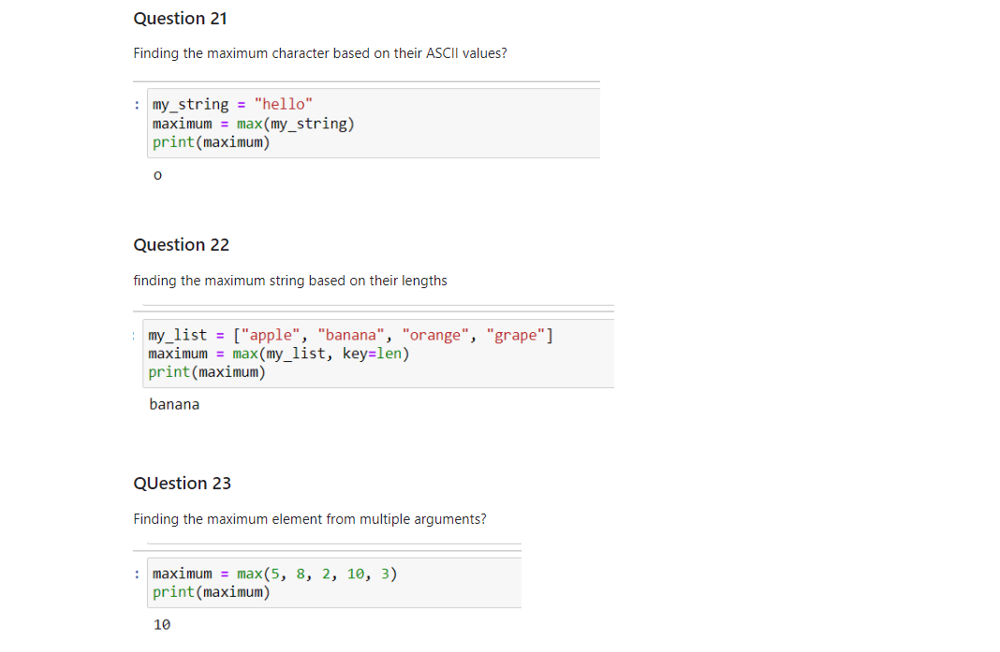 Question 21
Finding the maximum character based on their ASCII values?
: my_string = "hello"
maximum = max(my_string)
print(maximum)
o
Question 22
finding the maximum string based on their lengths
: my_list = ["apple", "banana", "orange", "grape"]
maximum = max(my_list, key=len)
print(maximum)
banana
QUestion 23
Finding the maximum element from multiple arguments?
: maximum = max(5, 8, 2, 10, 3)
print(maximum)
10